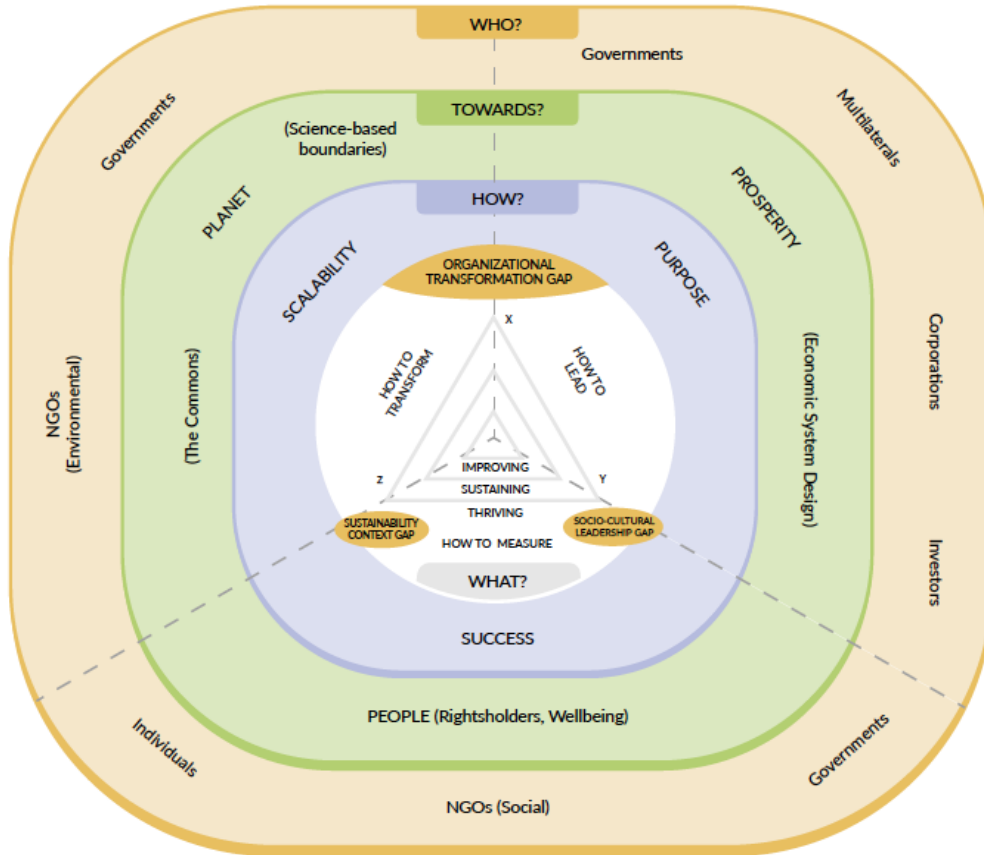 WHO?
Governments
Governments
Multilaterals
TOWARDS?
(Science-based
boundaries)
PLANET
PROSPERITY
HOW?
SCALABILITY
PURPOSE
ORGANIZATIONAL
TRANSFORMATION GAP
X
HOW TO
TRANSFORM
HOW TO
LEAD
NGOs
(Environmental)
(The Commons)
(Economic System Design)
Corporations
IMPROVING
Z
Y
SUSTAINING
THRIVING
SUSTAINABILITY
CONTEXT GAP
SOCIO-CULTURAL
LEADERSHIP GAP
HOW TO MEASURE
WHAT?
Investors
SUCCESS
PEOPLE (Rightsholders, Wellbeing)
Individuals
Governments
NGOs (Social)